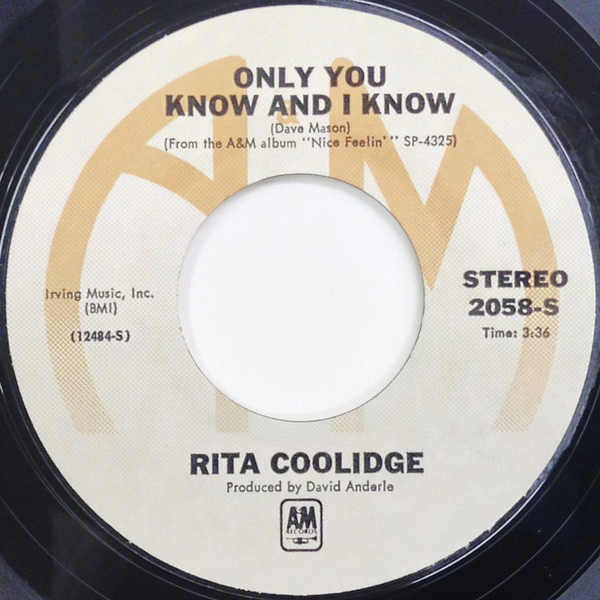 ONLY YOU
KNOW AND I KNOW
(Dave Mason)
(From the A&M album "Nice Feelin'" SP-4325)
Irving Music, Inc.
(BMI)
(12484-S)
STEREO
2058-S
Time: 3:36
RITA COOLIDGE
Produced by David Anderle
A&M
RECORDS